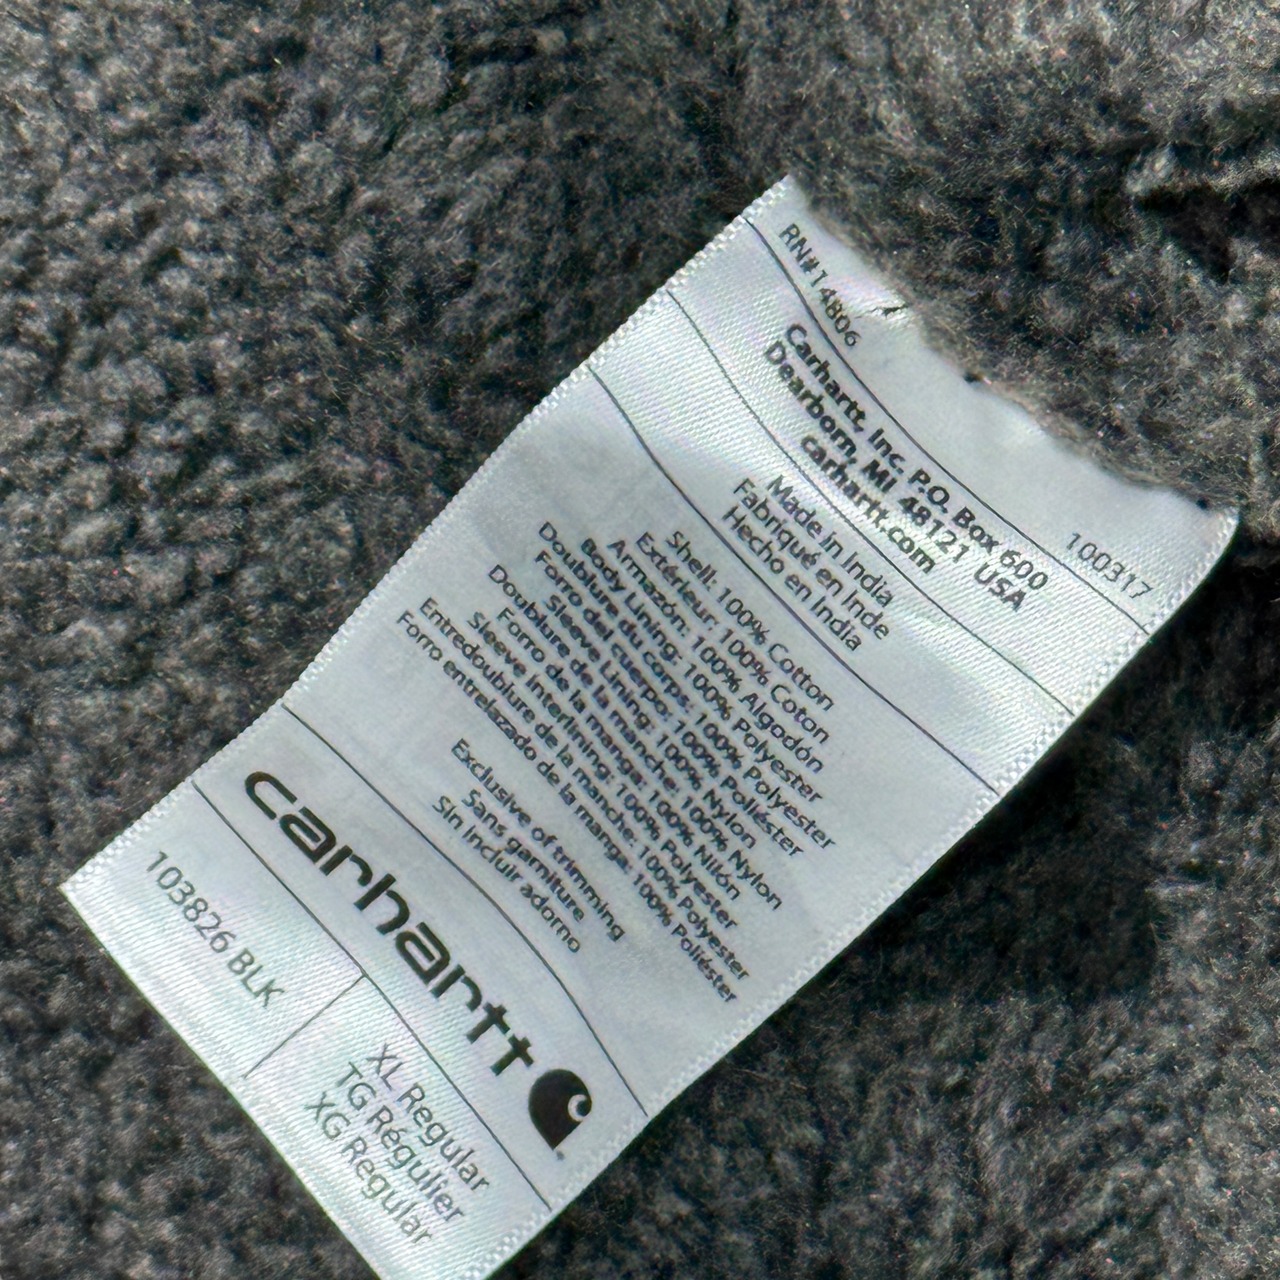 RN#14806
100317
Carhartt, Inc. P.O. Box 600
Dearborn, MI 48121 USA
carhartt.com
Made in India
Fabriqué en Inde
Hecho en India
Shell: 100% Cotton
Extérieur: 100% Coton
Armazón: 100% Algodón
Body Lining: 100% Polyester
Doublure du corps: 100% Polyester
Forro del cuerpo: 100% Poliéster
Sleeve Lining: 100% Nylon
Doublure de la manche: 100% Nylon
Forro de la manga: 100% Nilón
Sleeve interlining: 100% Polyester
Entredoublure de la manche: 100% Polyester
Forro entrelazado de la manga: 100% Poliéster
Exclusive of trimming
Sans garniture
Sin incluir adorno
carhartt
103826 BLK
XL Regular
TG Régulier
XG Regular